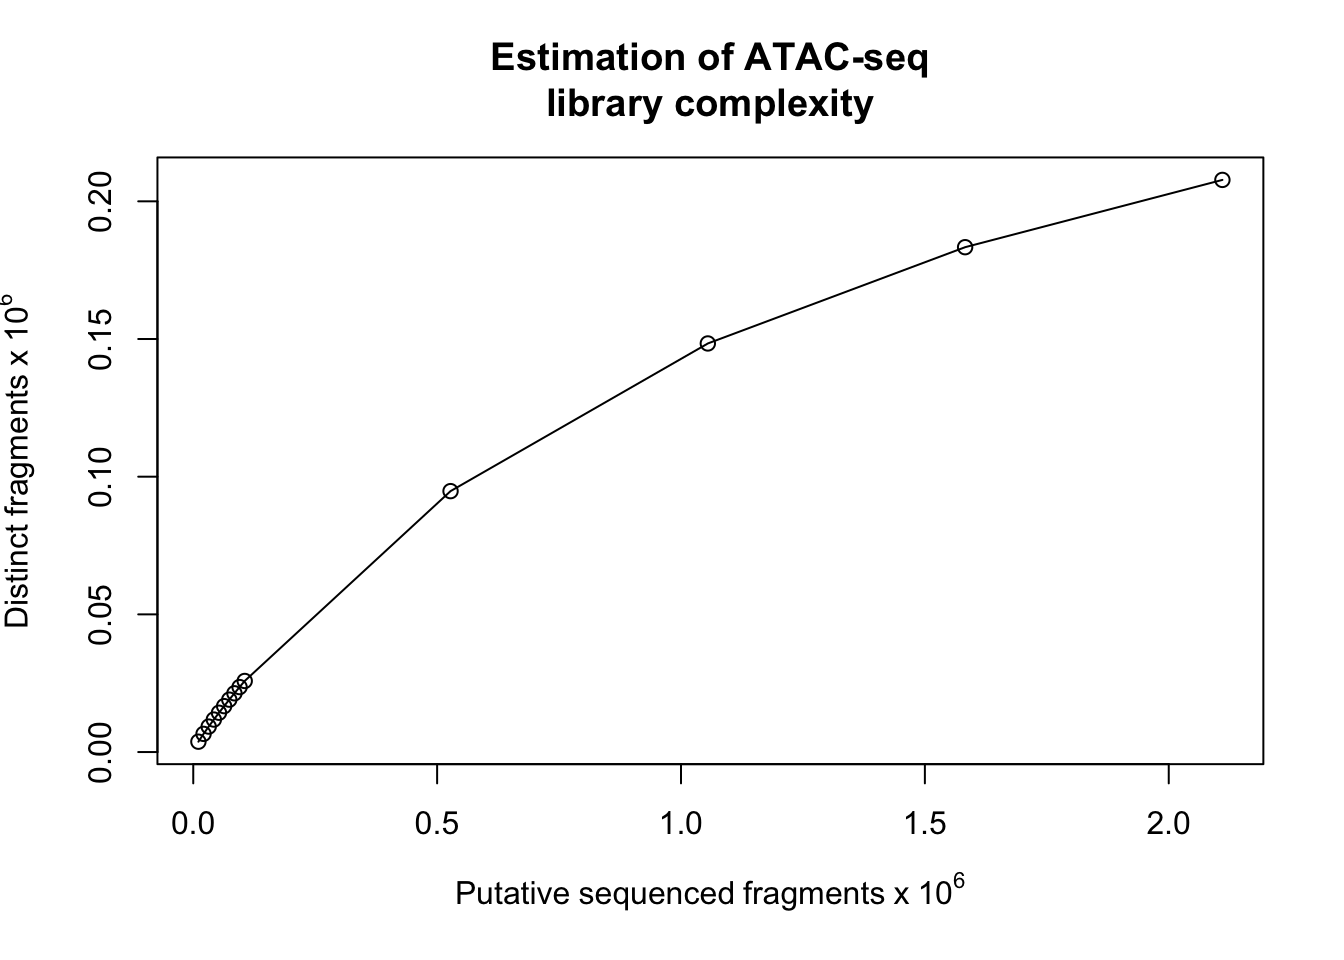 Estimation of ATAC-seq
library complexity
Distinct fragments x 10⁶
0.20
0.15
0.10
0.05
0.00
0.0 0.5 1.0 1.5 2.0
Putative sequenced fragments x 10⁶